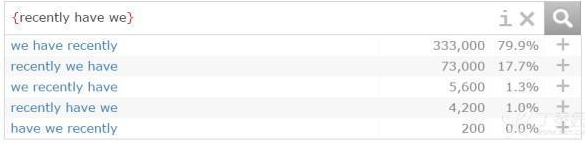 {recently have we}
we have recently 333,000 79.9% +
recently we have 73,000 17.7% +
we recently have 5,600 1.3% +
recently have we 4,200 1.0% +
have we recently 200 0.0% +